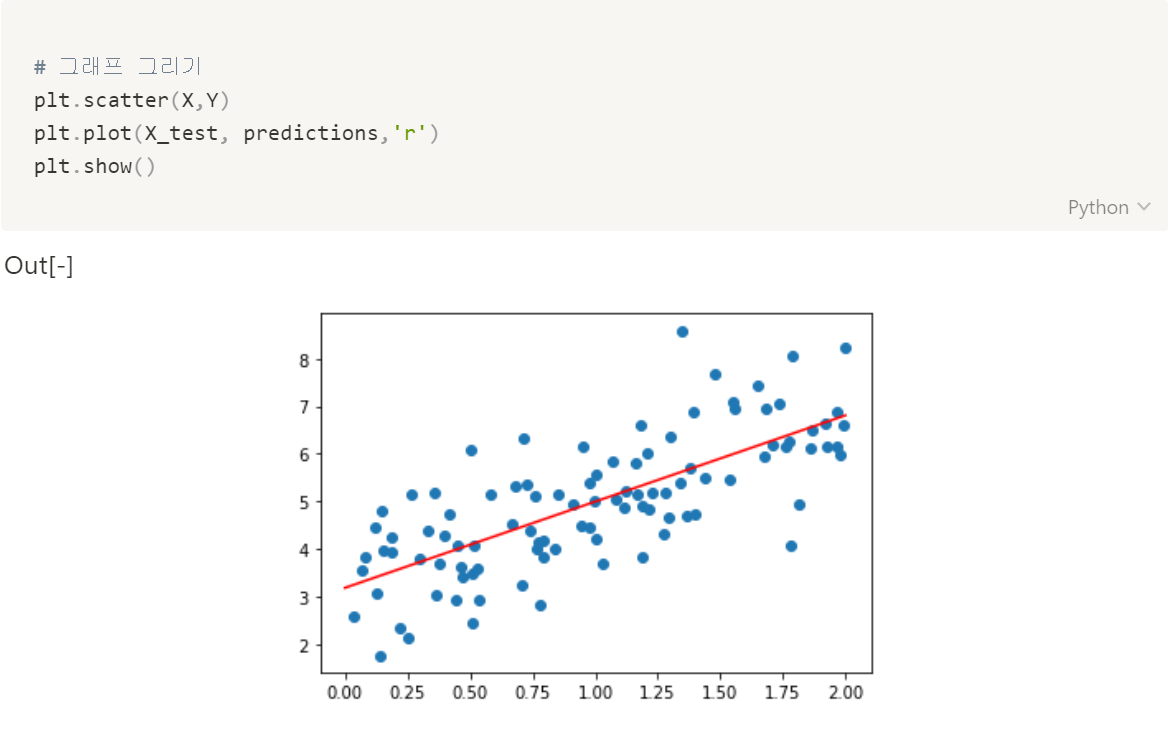 # 그래프 그리기
plt.scatter(X,Y)
plt.plot(X_test, predictions,'r')
plt.show()
Python
Out[-]
8
7
6
5
4
3
2
0.00 0.25 0.50 0.75 1.00 1.25 1.50 1.75 2.00